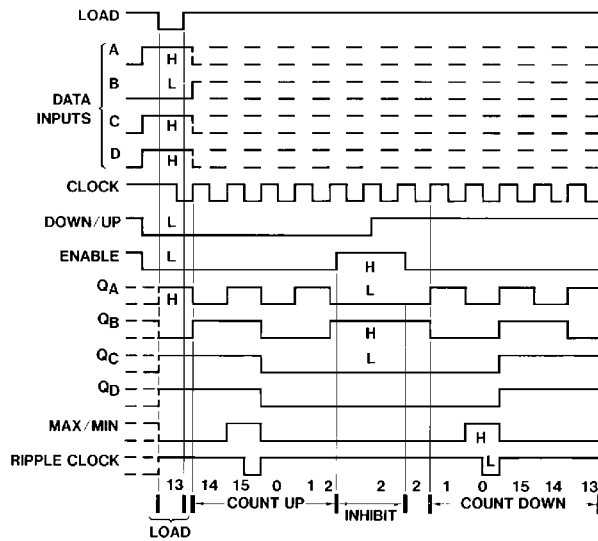 LOAD
A H
B L
DATA INPUTS
C H
D H
CLOCK
DOWN/UP L
ENABLE L H
QA H L
QB H
QC L
QD
MAX/MIN H
RIPPLE CLOCK L
13 14 15 0 1 2 2 2 1 0 15 14 13
COUNT UP INHIBIT COUNT DOWN
LOAD